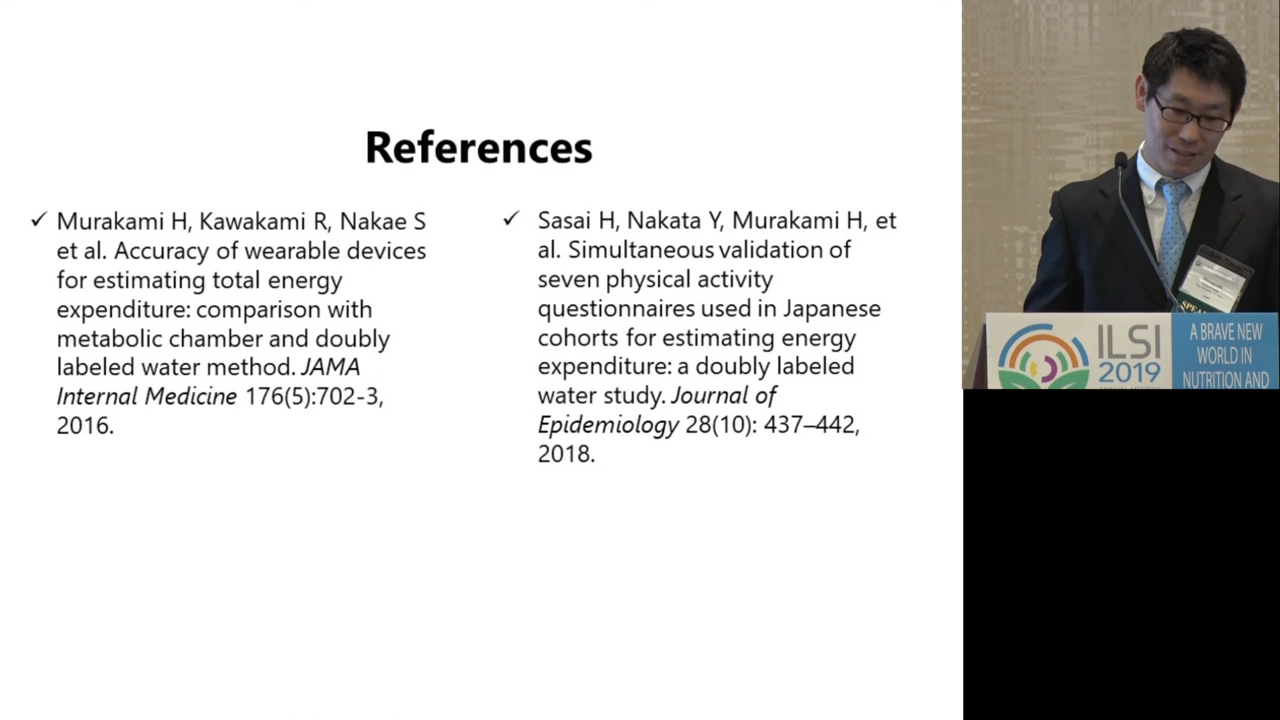 References
✓ Murakami H, Kawakami R, Nakae S
et al. Accuracy of wearable devices
for estimating total energy
expenditure: comparison with
metabolic chamber and doubly
labeled water method. JAMA
Internal Medicine 176(5):702-3,
2016.
✓ Sasai H, Nakata Y, Murakami H, et
al. Simultaneous validation of
seven physical activity
questionnaires used in Japanese
cohorts for estimating energy
expenditure: a doubly labeled
water study. Journal of
Epidemiology 28(10): 437–442,
2018.
ILSI
2019
A BRAVE NEW
WORLD IN
NUTRITION AND